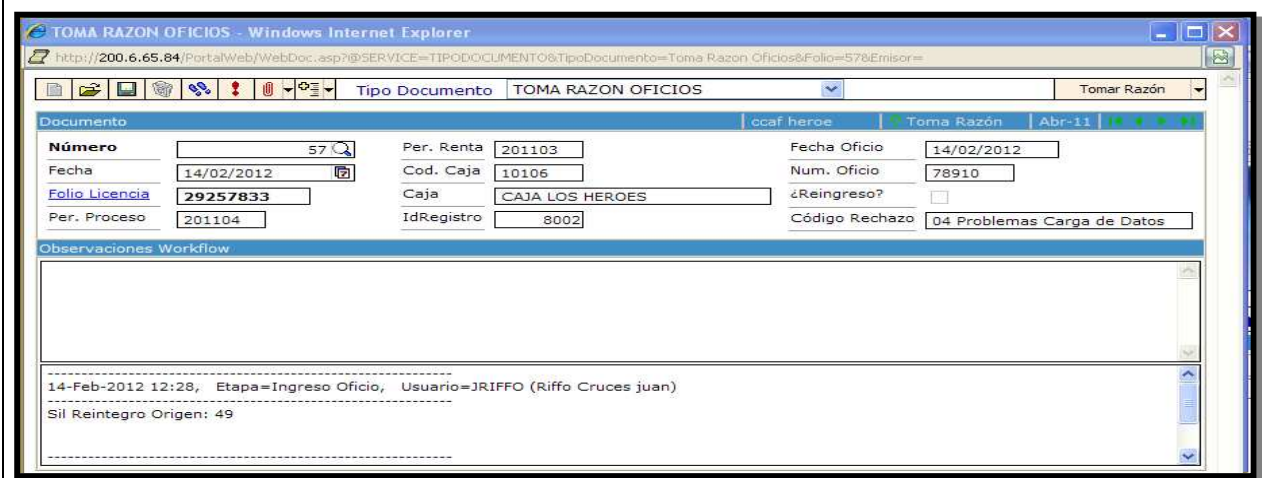 TOMA RAZON OFICIOS - Windows Internet Explorer
http://200.6.65.84/PortalWeb/WebDoc.asp?@SERVICE=TIPODOCUMENTO&TipoDocumento=Toma Razon Oficios&Folio=57&Emisor=
Tipo Documento TOMA RAZON OFICIOS Tomar Razón
Documento ccaf heroe Toma Razón Abr-11
Número 57 Per. Renta 201103 Fecha Oficio 14/02/2012
Fecha 14/02/2012 Cod. Caja 10106 Num. Oficio 78910
Folio Licencia 29257833 Caja CAJA LOS HEROES ¿Reingreso?
Per. Proceso 201104 IdRegistro 8002 Código Rechazo 04 Problemas Carga de Datos
Observaciones Workflow
14-Feb-2012 12:28, Etapa=Ingreso Oficio, Usuario=JRIFFO (Riffo Cruces juan)
Sil Reintegro Origen: 49